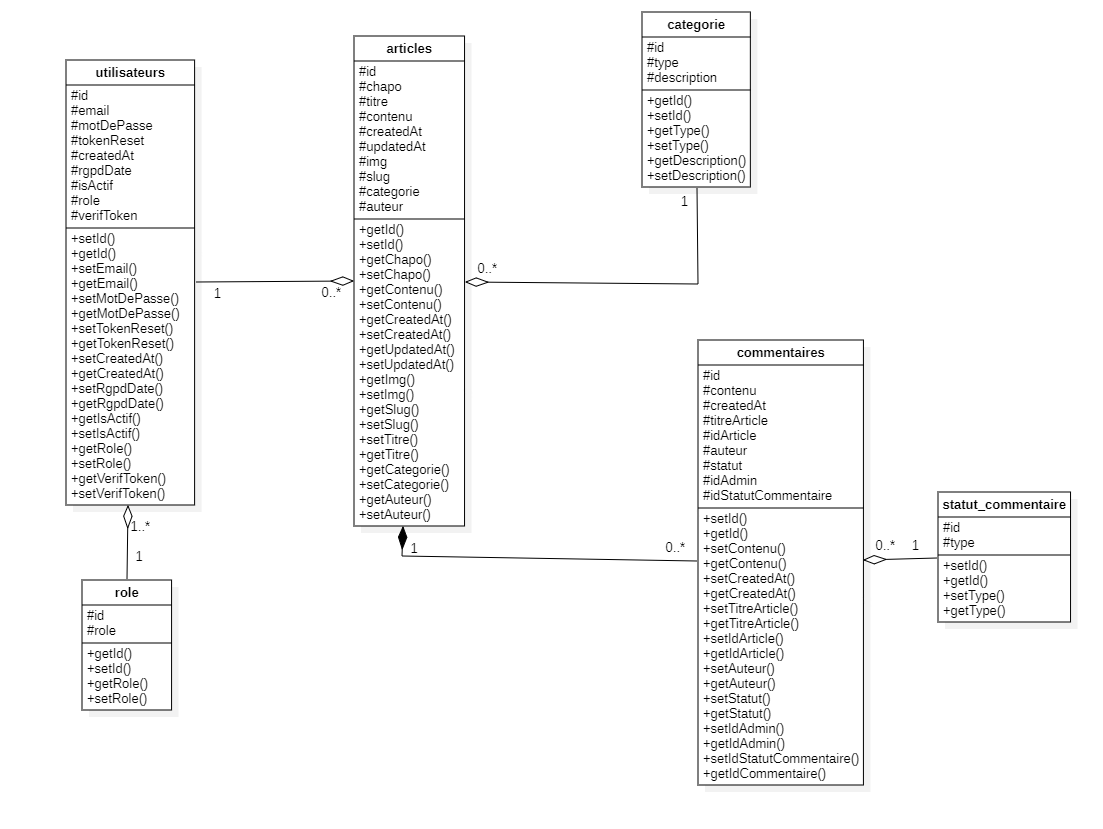 utilisateurs
#id
#email
#motDePasse
#tokenReset
#createdAt
#rgpdDate
#isActif
#role
#verifToken
+setId()
+getId()
+setEmail()
+getEmail()
+setMotDePasse()
+getMotDePasse()
+setTokenReset()
+getTokenReset()
+setCreatedAt()
+getCreatedAt()
+setRgpdDate()
+getRgpdDate()
+getIsActif()
+setIsActif()
+getRole()
+setRole()
+getVerifToken()
+setVerifToken()
1..*
1
role
#id
#role
+getId()
+setId()
+getRole()
+setRole()
1
0..*
articles
#id
#chapo
#titre
#contenu
#createdAt
#updatedAt
#img
#slug
#categorie
#auteur
+getId()
+setId()
+getChapo()
+setChapo()
+getContenu()
+setContenu()
+getCreatedAt()
+setCreatedAt()
+getUpdatedAt()
+setUpdatedAt()
+getImg()
+setImg()
+getSlug()
+setSlug()
+setTitre()
+getTitre()
+getCategorie()
+setCategorie()
+getAuteur()
+setAuteur()
0..*
1
categorie
#id
#type
#description
+getId()
+setId()
+getType()
+setType()
+getDescription()
+setDescription()
1
0..*
commentaires
#id
#contenu
#createdAt
#titreArticle
#idArticle
#auteur
#statut
#idAdmin
#idStatutCommentaire
+setId()
+getId()
+setContenu()
+getContenu()
+setCreatedAt()
+getCreatedAt()
+setTitreArticle()
+getTitreArticle()
+setIdArticle()
+getIdArticle()
+setAuteur()
+getAuteur()
+setStatut()
+getStatut()
+setIdAdmin()
+getIdAdmin()
+setIdStatutCommentaire()
+getIdCommentaire()
0..*
1
statut_commentaire
#id
#type
+setId()
+getId()
+setType()
+getType()